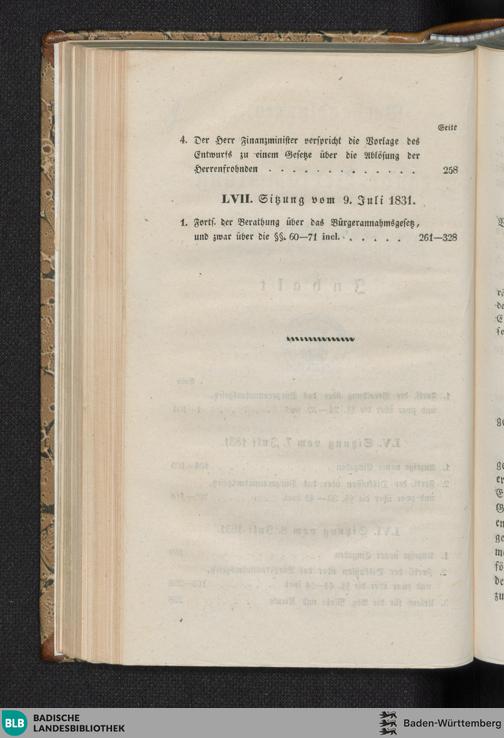 Seite
4. Der Herr Finanzminister verspricht die Vorlage des
Entwurfs zu einem Gesetze über die Ablösung der
Herrenfrohnden . . . . . . . . . . . . . 258
LVII. Sitzung vom 9. Juli 1831.
1. Forts. der Berathung über das Bürgerannahmsgesetz,
und zwar über die §§. 60—71 incl. . . . . . 261—328
BLB BADISCHE
LANDESBIBLIOTHEK
Baden-Württemberg